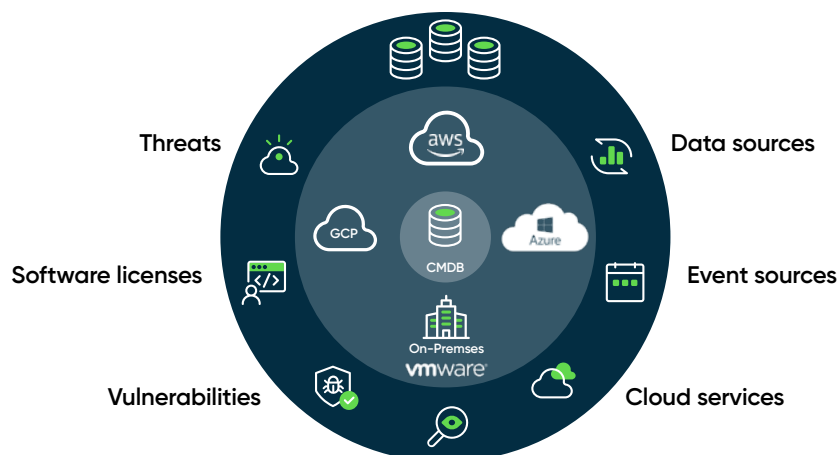 Threats
Data sources
aws
GCP
Azure
CMDB
Software licenses
</>
Event sources
On-Premses
vmware®
Vulnerabilities
Cloud services